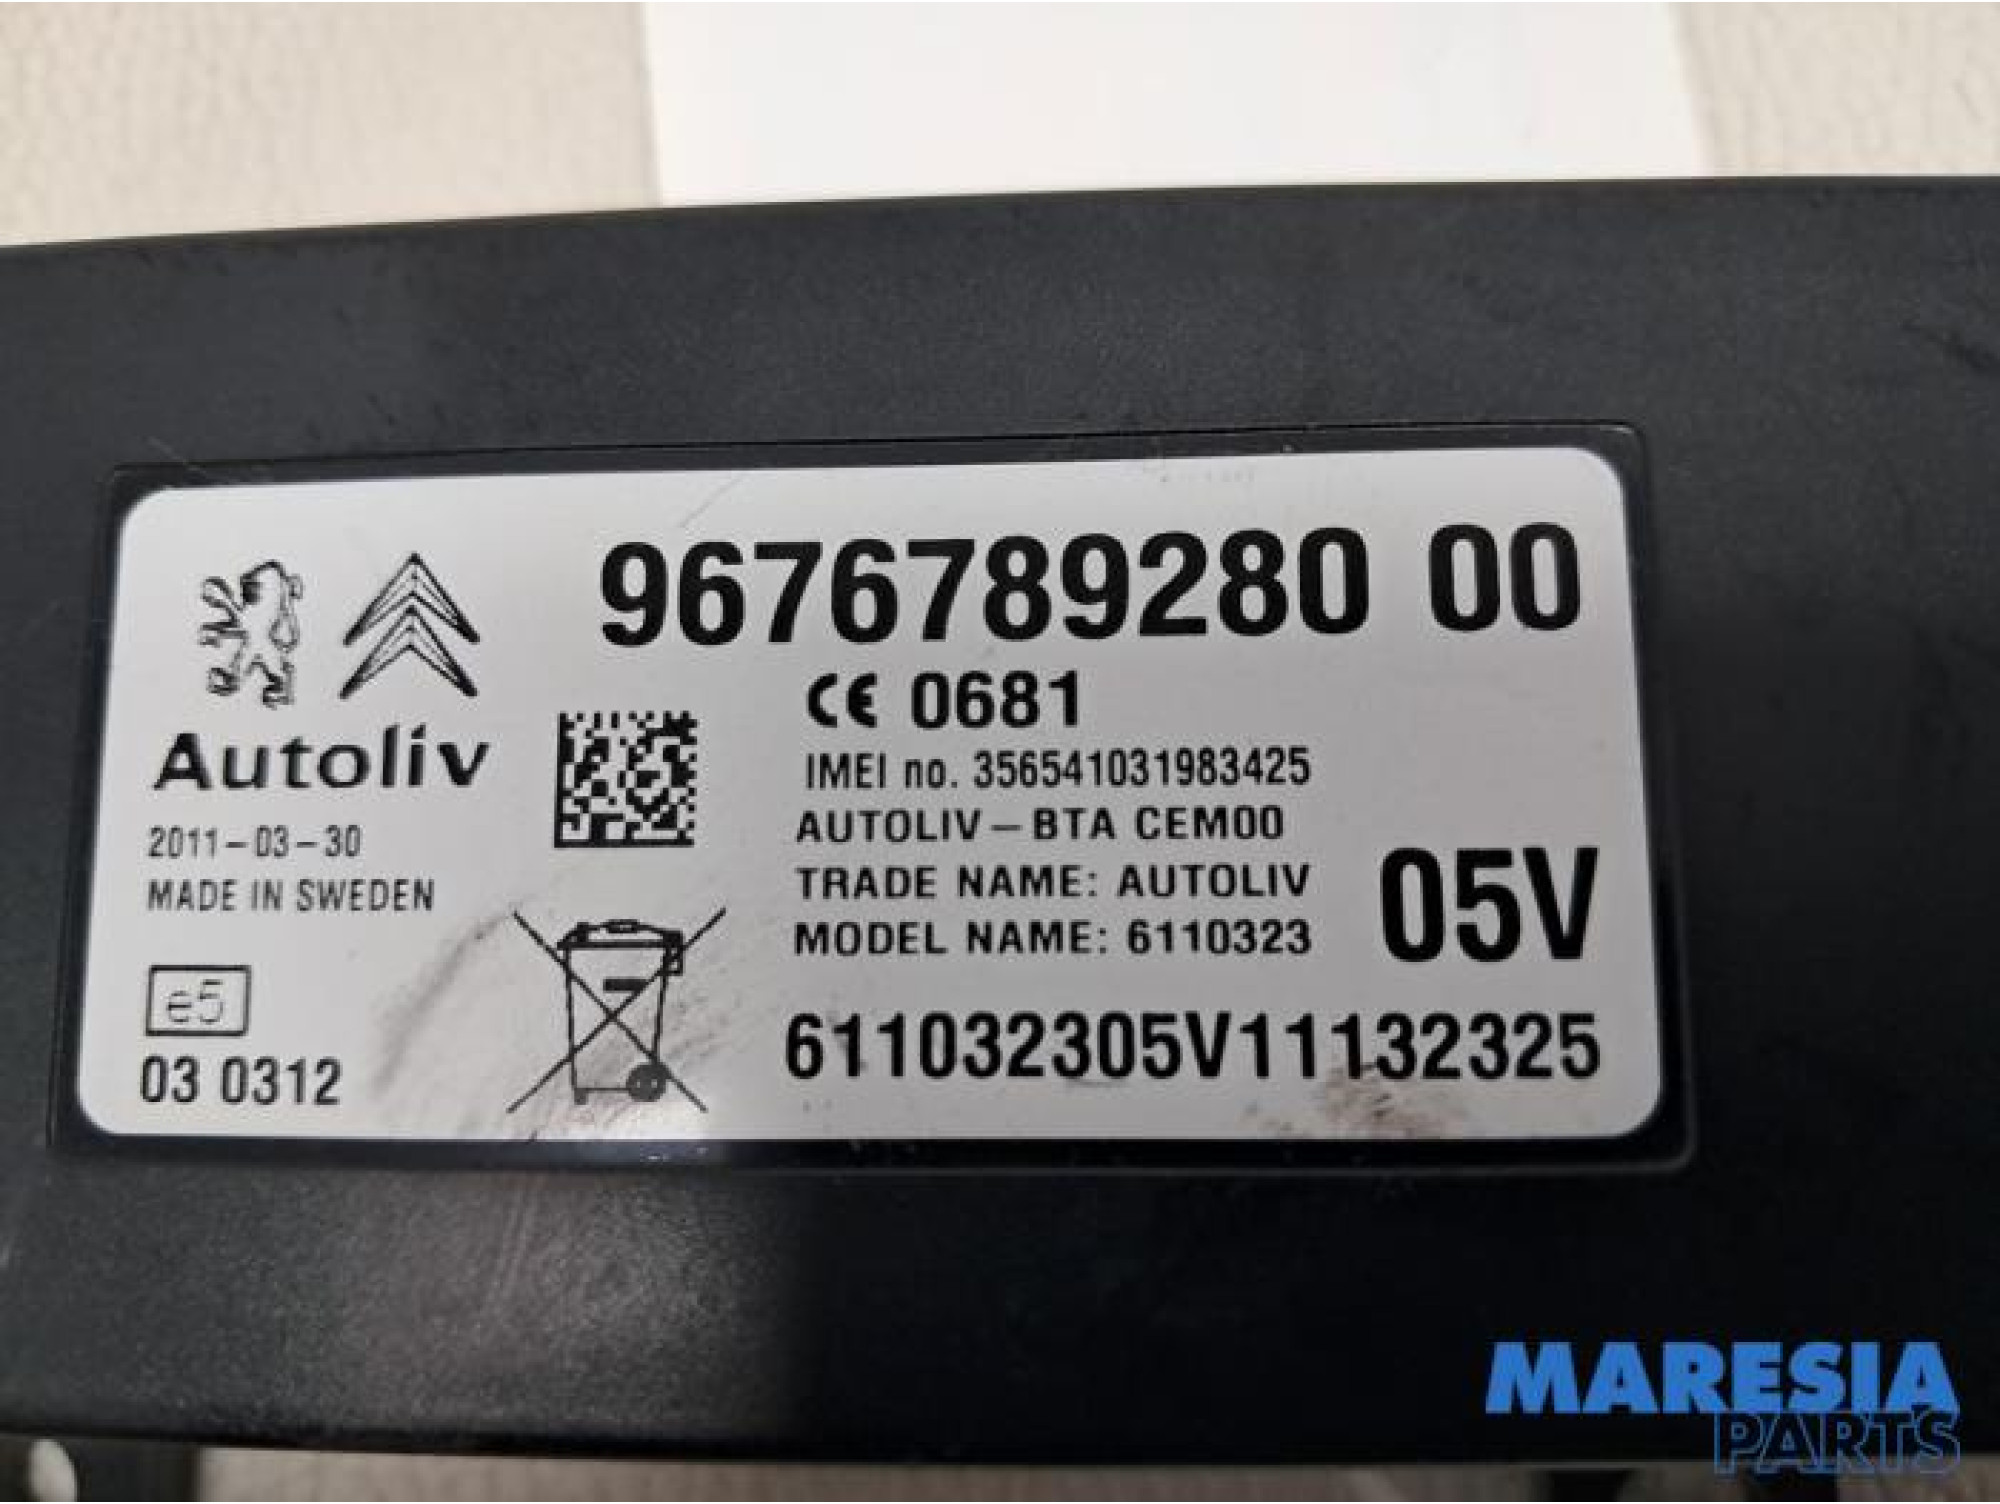 9676789280 00
CE 0681
Autoliv
IMEI no. 356541031983425
2011-03-30
AUTOLIV-BTA CEM00
MADE IN SWEDEN
TRADE NAME: AUTOLIV
MODEL NAME: 6110323
05V
e5
03 0312
611032305V11132325
MARESIA
PARTS